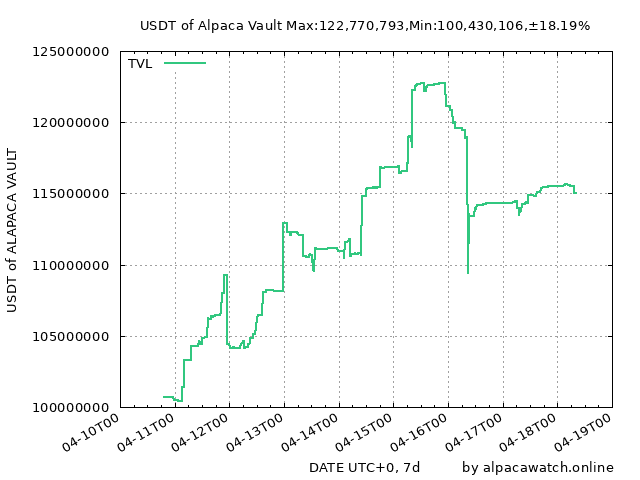 USDT of Alpaca Vault Max:122,770,793,Min:100,430,106,±18.19%
TVL
125000000
120000000
115000000
110000000
105000000
100000000
USDT of ALAPACA VAULT
04-10T00
04-11T00
04-12T00
04-13T00
04-14T00
04-15T00
04-16T00
04-17T00
04-18T00
04-19T00
DATE UTC+0, 7d
by alpacawatch.online